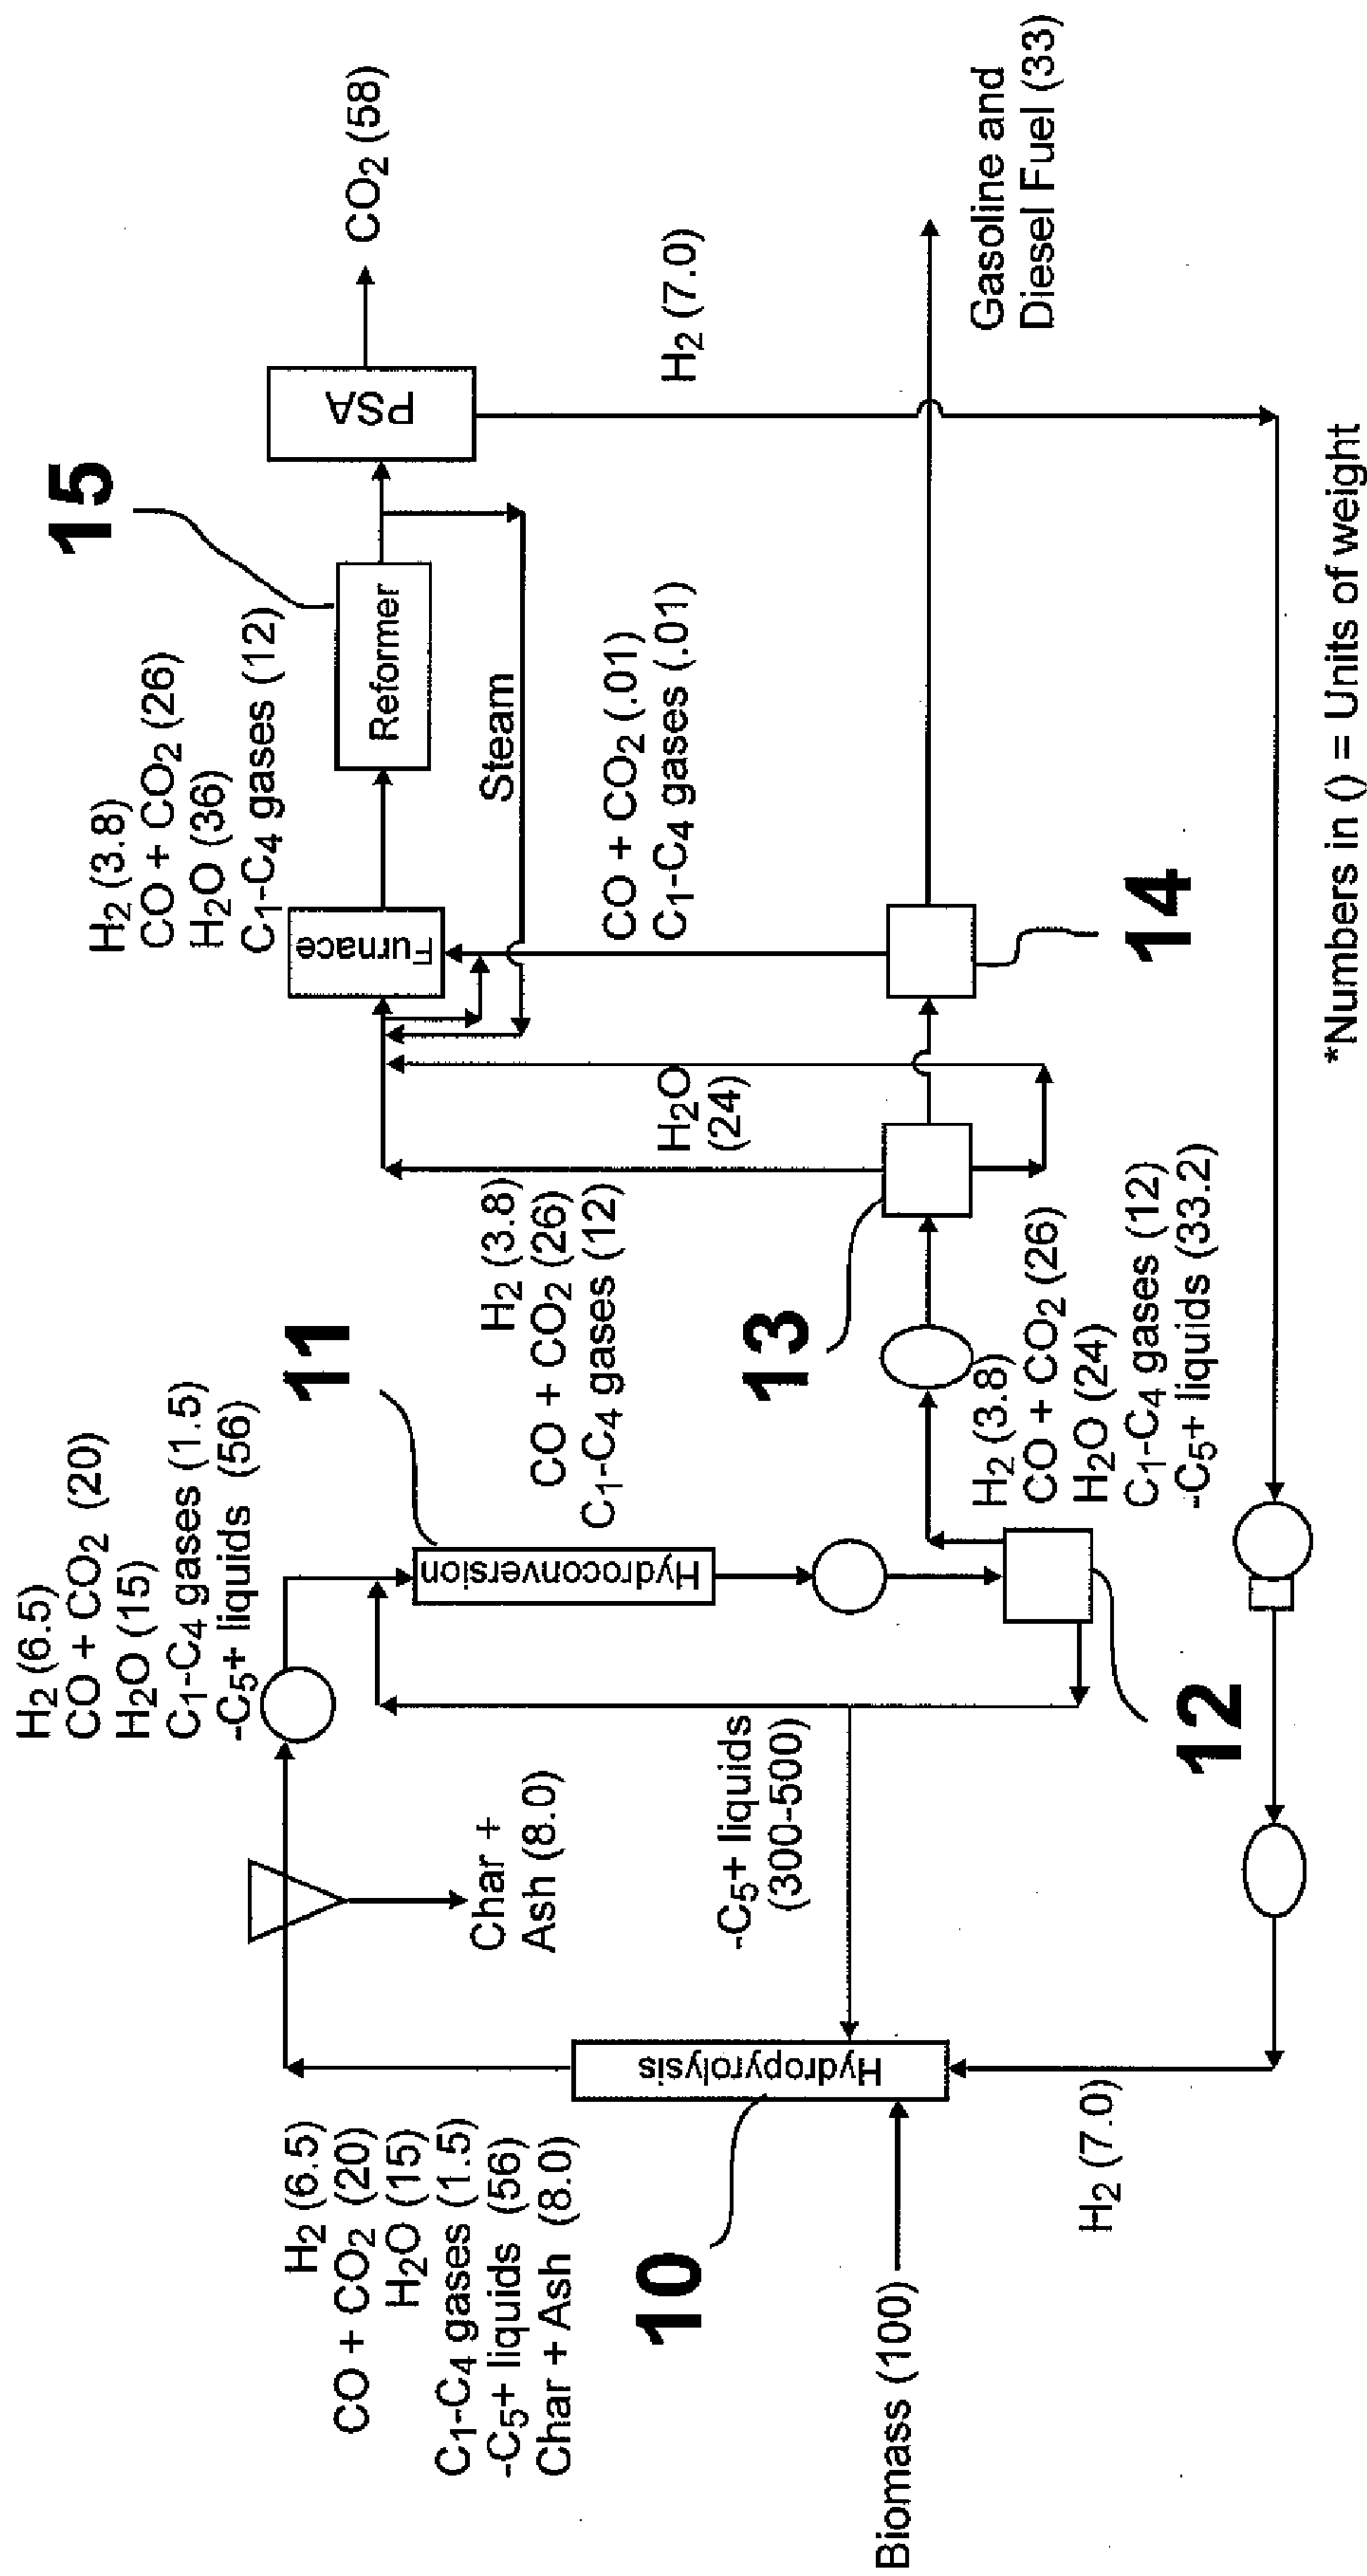 H2 (6.5)
CO + CO2 (20)
H2O (15)
C1-C4 gases (1.5)
-C5+ liquids (56)
Char + Ash (8.0)
10
Biomass (100)
Hydropyrolysis
H2 (7.0)
Char +
Ash (8.0)
H2 (6.5)
CO + CO2 (20)
H2O (15)
C1-C4 gases (1.5)
-C5+ liquids (56)
11
Hydroconversion
-C5+ liquids
(300-500)
12
H2 (3.8)
CO + CO2 (26)
H2O (24)
C1-C4 gases (12)
-C5+ liquids (33.2)
13
H2 (3.8)
CO + CO2 (26)
C1-C4 gases (12)
H2O
(24)
14
CO + CO2 (.01)
C1-C4 gases (.01)
Furnace
H2 (3.8)
CO + CO2 (26)
H2O (36)
C1-C4 gases (12)
Steam
Reformer
15
PSA
CO2 (58)
H2 (7.0)
Gasoline and
Diesel Fuel (33)
*Numbers in () = Units of weight